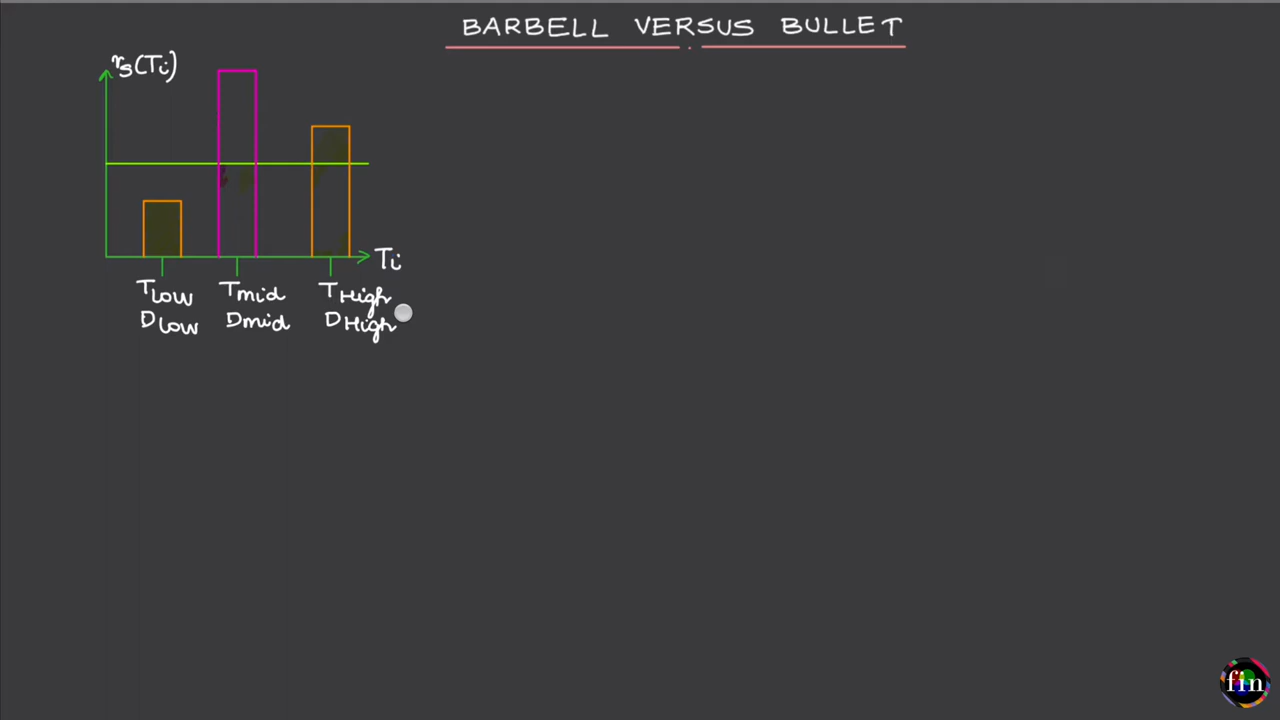 BARBELL VERSUS BULLET
rs(Ti)
Ti
TLow Tmid THigh
DLow Dmid DHigh
fin